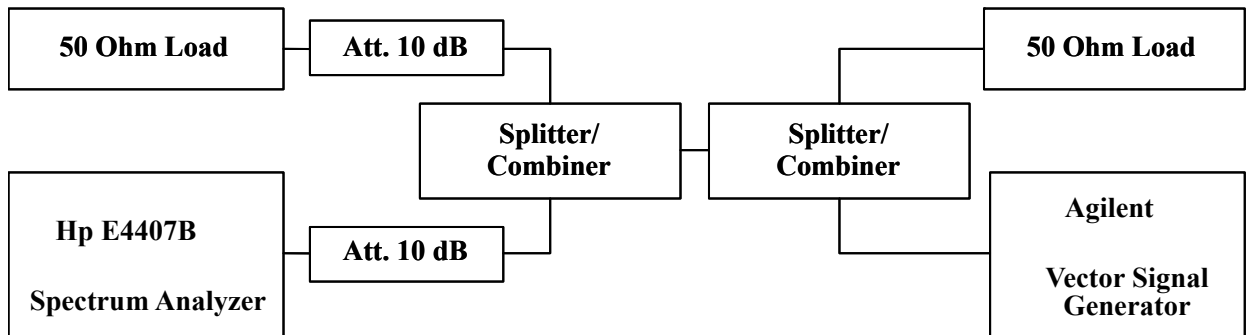 50 Ohm Load
Att. 10 dB
50 Ohm Load
Splitter/
Combiner
Splitter/
Combiner
Hp E4407B
Spectrum Analyzer
Att. 10 dB
Agilent
Vector Signal
Generator